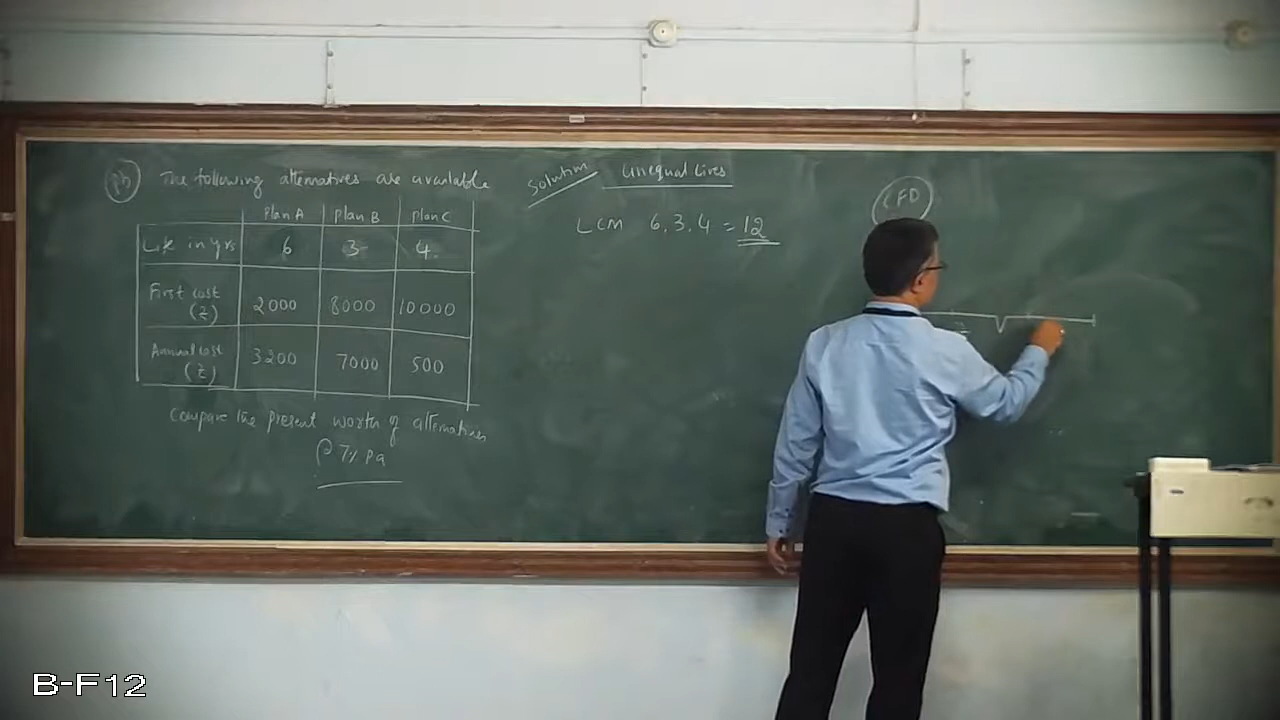 The following alternatives are available
Plan A Plan B Plan C
Life in yrs 6 3 4
First cost (₹) 2000 8000 10000
Annual cost (₹) 3200 7000 500
Compare the present worth of alternatives
@ 7% pa
Solution Unequal Lives
LCM 6, 3, 4 = 12
CFD
B-F12